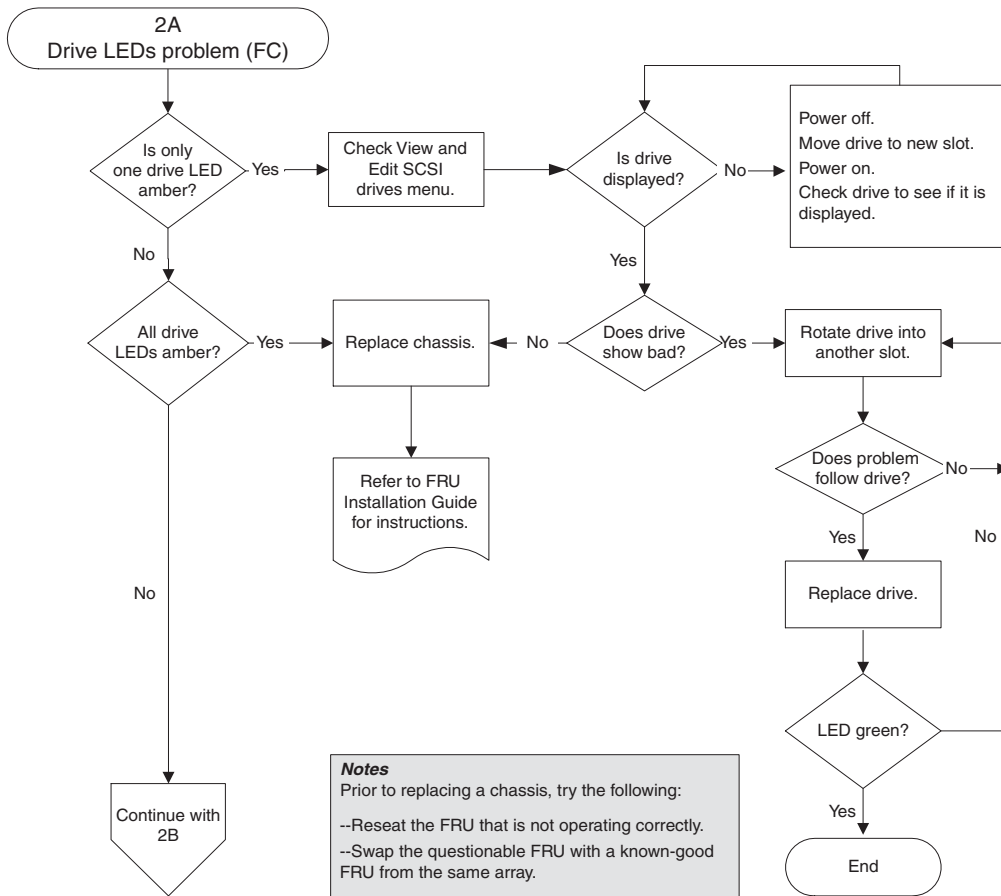 2A
Drive LEDs problem (FC)
Is only
one drive LED
amber?
Yes
Check View and
Edit SCSI
drives menu.
Is drive
displayed?
No
Power off.
Move drive to new slot.
Power on.
Check drive to see if it is
displayed.
No
Yes
All drive
LEDs amber?
Yes
Replace chassis.
No
Does drive
show bad?
Yes
Rotate drive into
another slot.
Refer to FRU
Installation Guide
for instructions.
Does problem
follow drive?
No
Yes
No
No
Replace drive.
LED green?
Yes
End
Continue with
2B
Notes
Prior to replacing a chassis, try the following:
--Reseat the FRU that is not operating correctly.
--Swap the questionable FRU with a known-good
FRU from the same array.